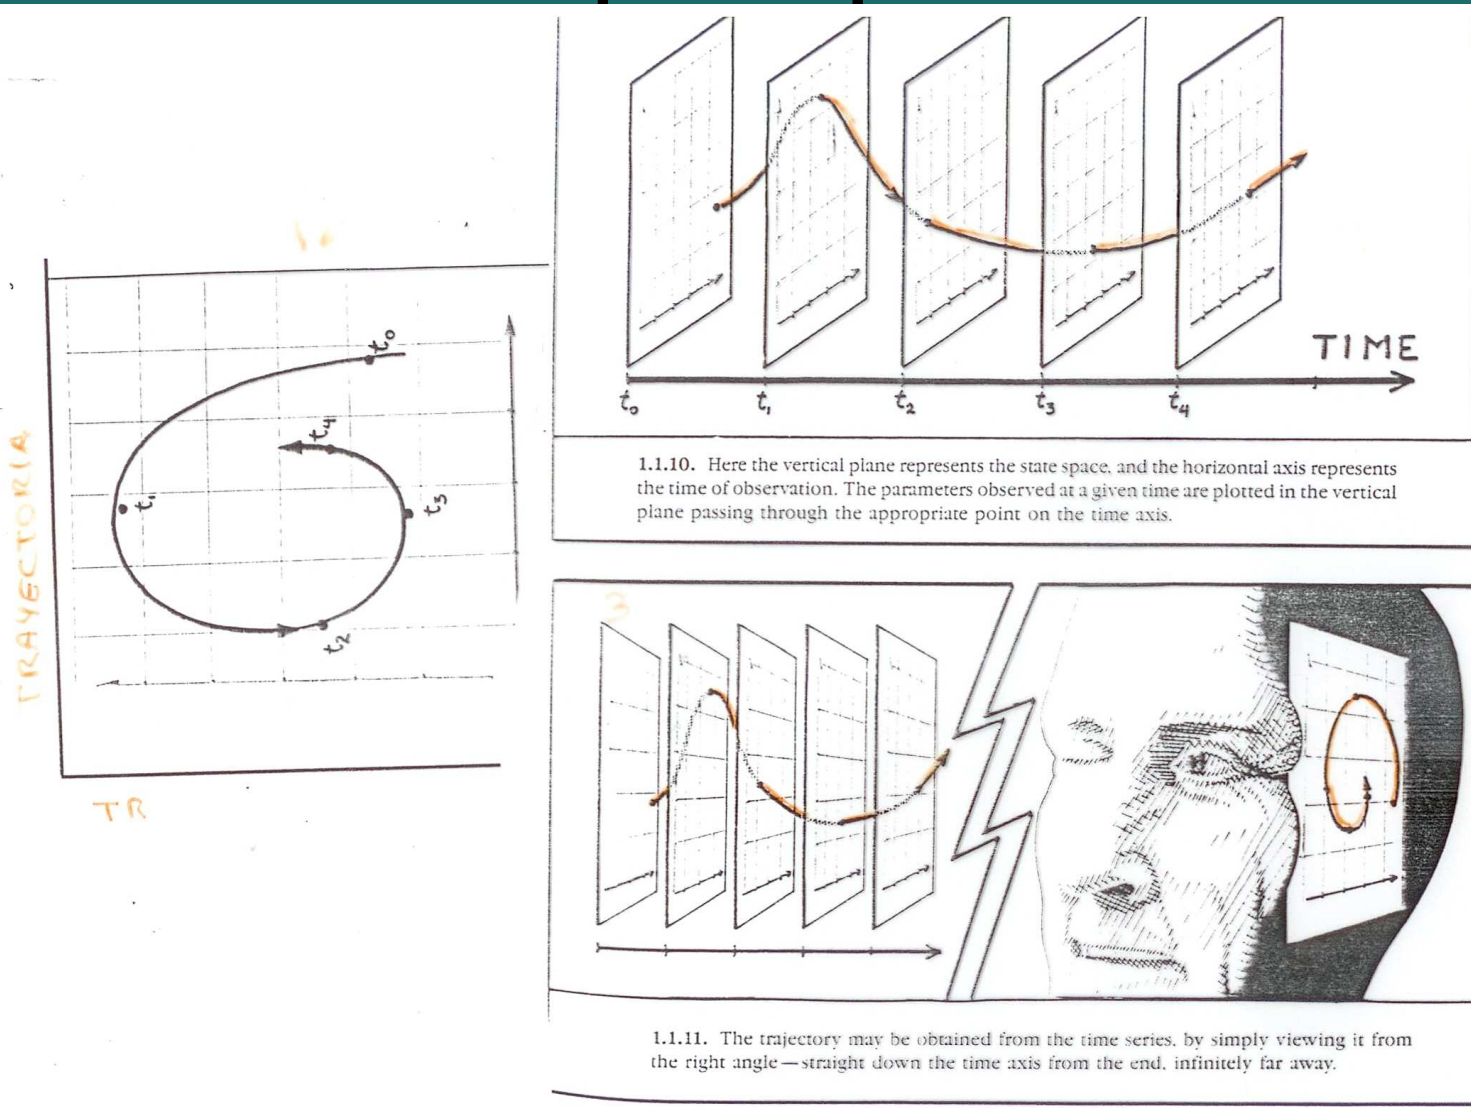 TRAYECTORIA
TR
t₀
t₁
t₂
t₃
t₄
TIME
t₀
t₁
t₂
t₃
t₄
1.1.10. Here the vertical plane represents the state space, and the horizontal axis represents
the time of observation. The parameters observed at a given time are plotted in the vertical
plane passing through the appropriate point on the time axis.
3
1.1.11. The trajectory may be obtained from the time series, by simply viewing it from
the right angle—straight down the time axis from the end, infinitely far away.